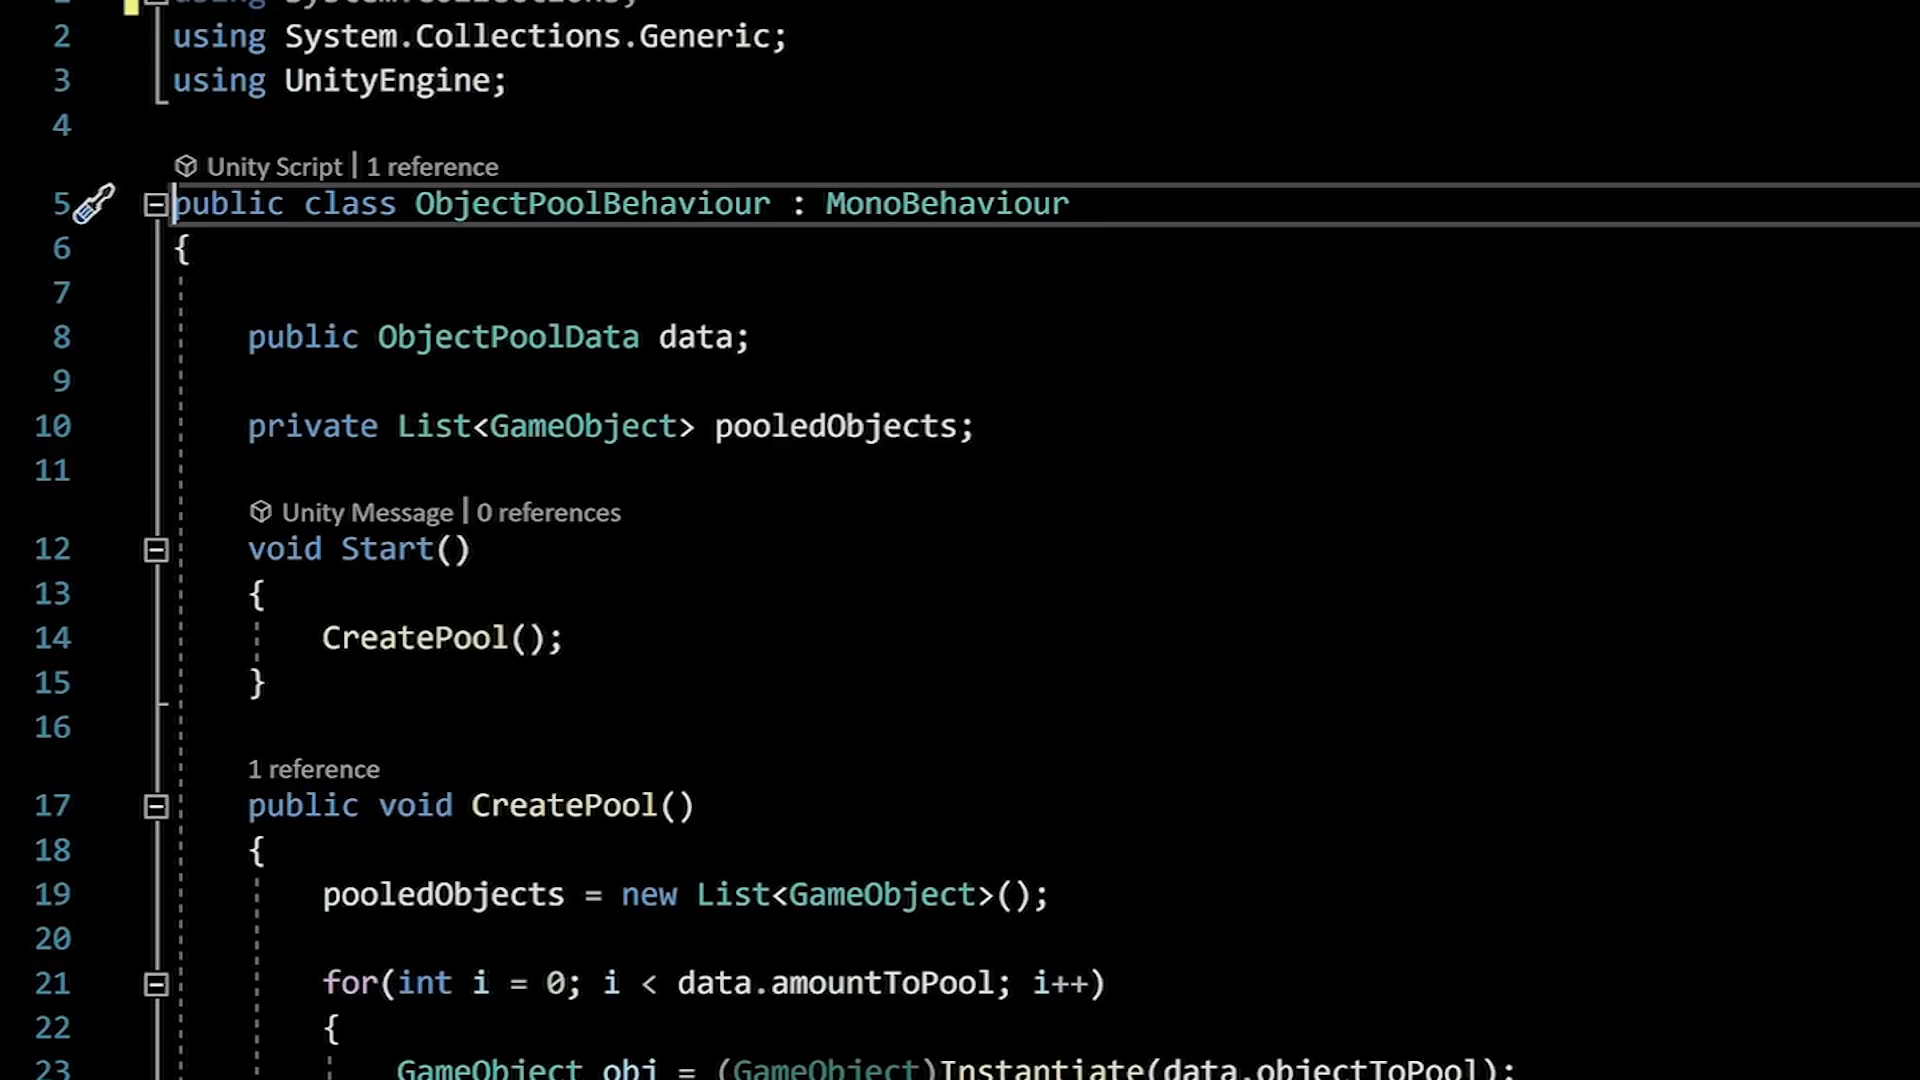 using System.Collections;
2 using System.Collections.Generic;
3 using UnityEngine;
4
Unity Script | 1 reference
5 public class ObjectPoolBehaviour : MonoBehaviour
6 {
7
8 public ObjectPoolData data;
9
10 private List<GameObject> pooledObjects;
11
Unity Message | 0 references
12 void Start()
13 {
14 CreatePool();
15 }
16
1 reference
17 public void CreatePool()
18 {
19 pooledObjects = new List<GameObject>();
20
21 for(int i = 0; i < data.amountToPool; i++)
22 {
23 GameObject obj = (GameObject)Instantiate(data.objectToPool);